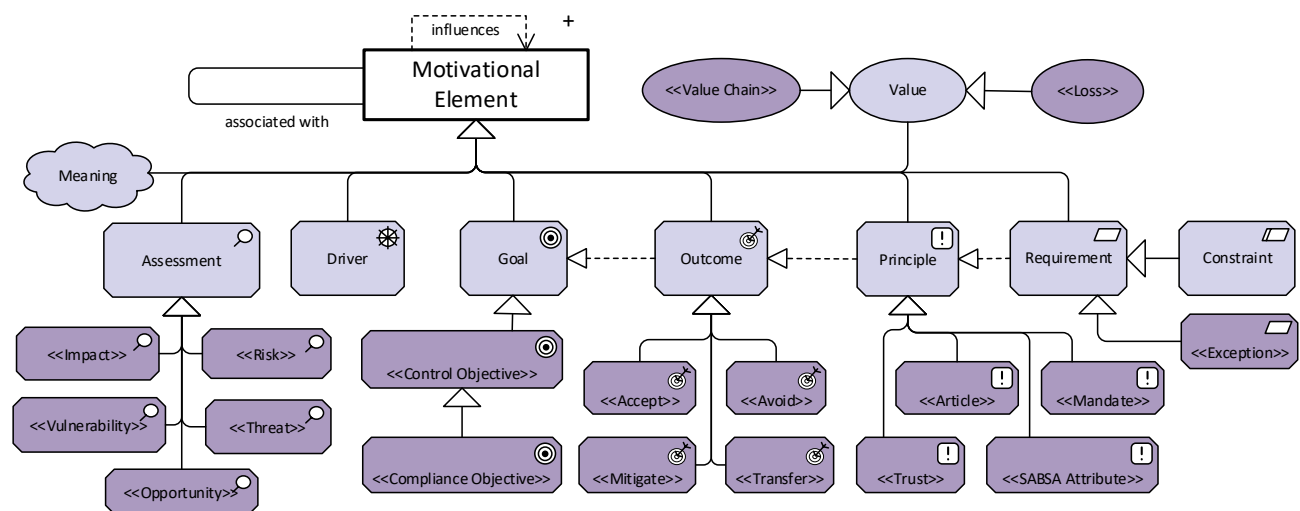 influences
+
Motivational
Element
associated with
<<Value Chain>>
Value
<<Loss>>
Meaning
Assessment
Driver
Goal
Outcome
Principle
Requirement
Constraint
<<Impact>>
<<Risk>>
<<Control Objective>>
<<Accept>>
<<Avoid>>
<<Article>>
<<Mandate>>
<<Exception>>
<<Vulnerability>>
<<Threat>>
<<Compliance Objective>>
<<Mitigate>>
<<Transfer>>
<<Trust>>
<<SABSA Attribute>>
<<Opportunity>>